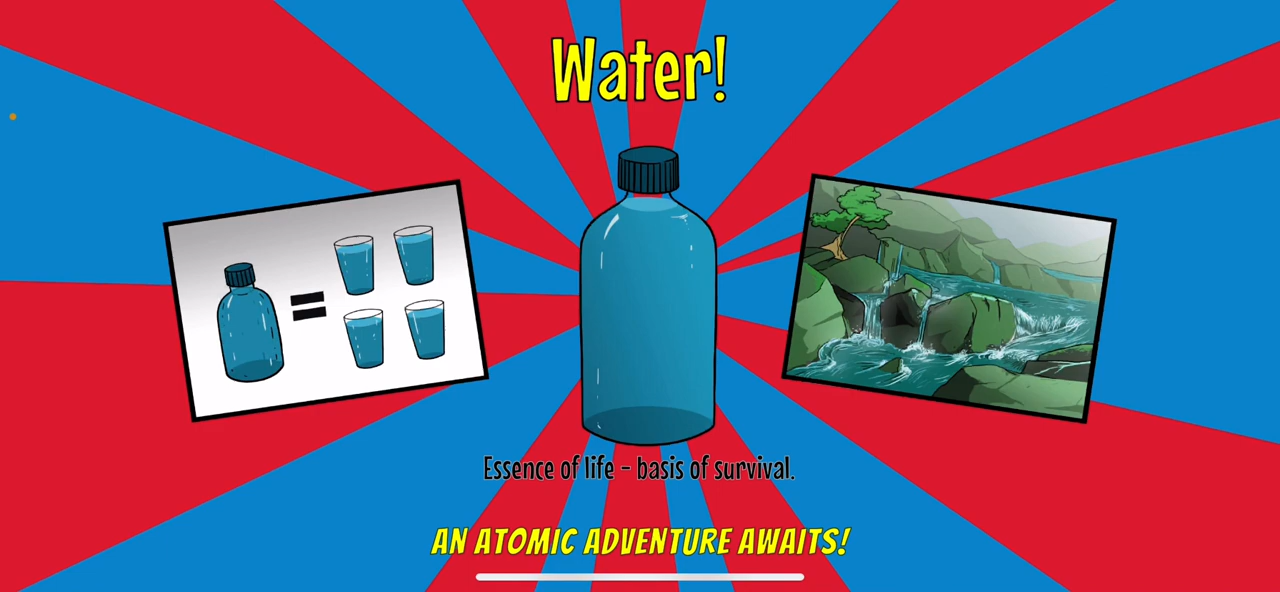 Water!
Essence of life - basis of survival.
AN ATOMIC ADVENTURE AWAITS!